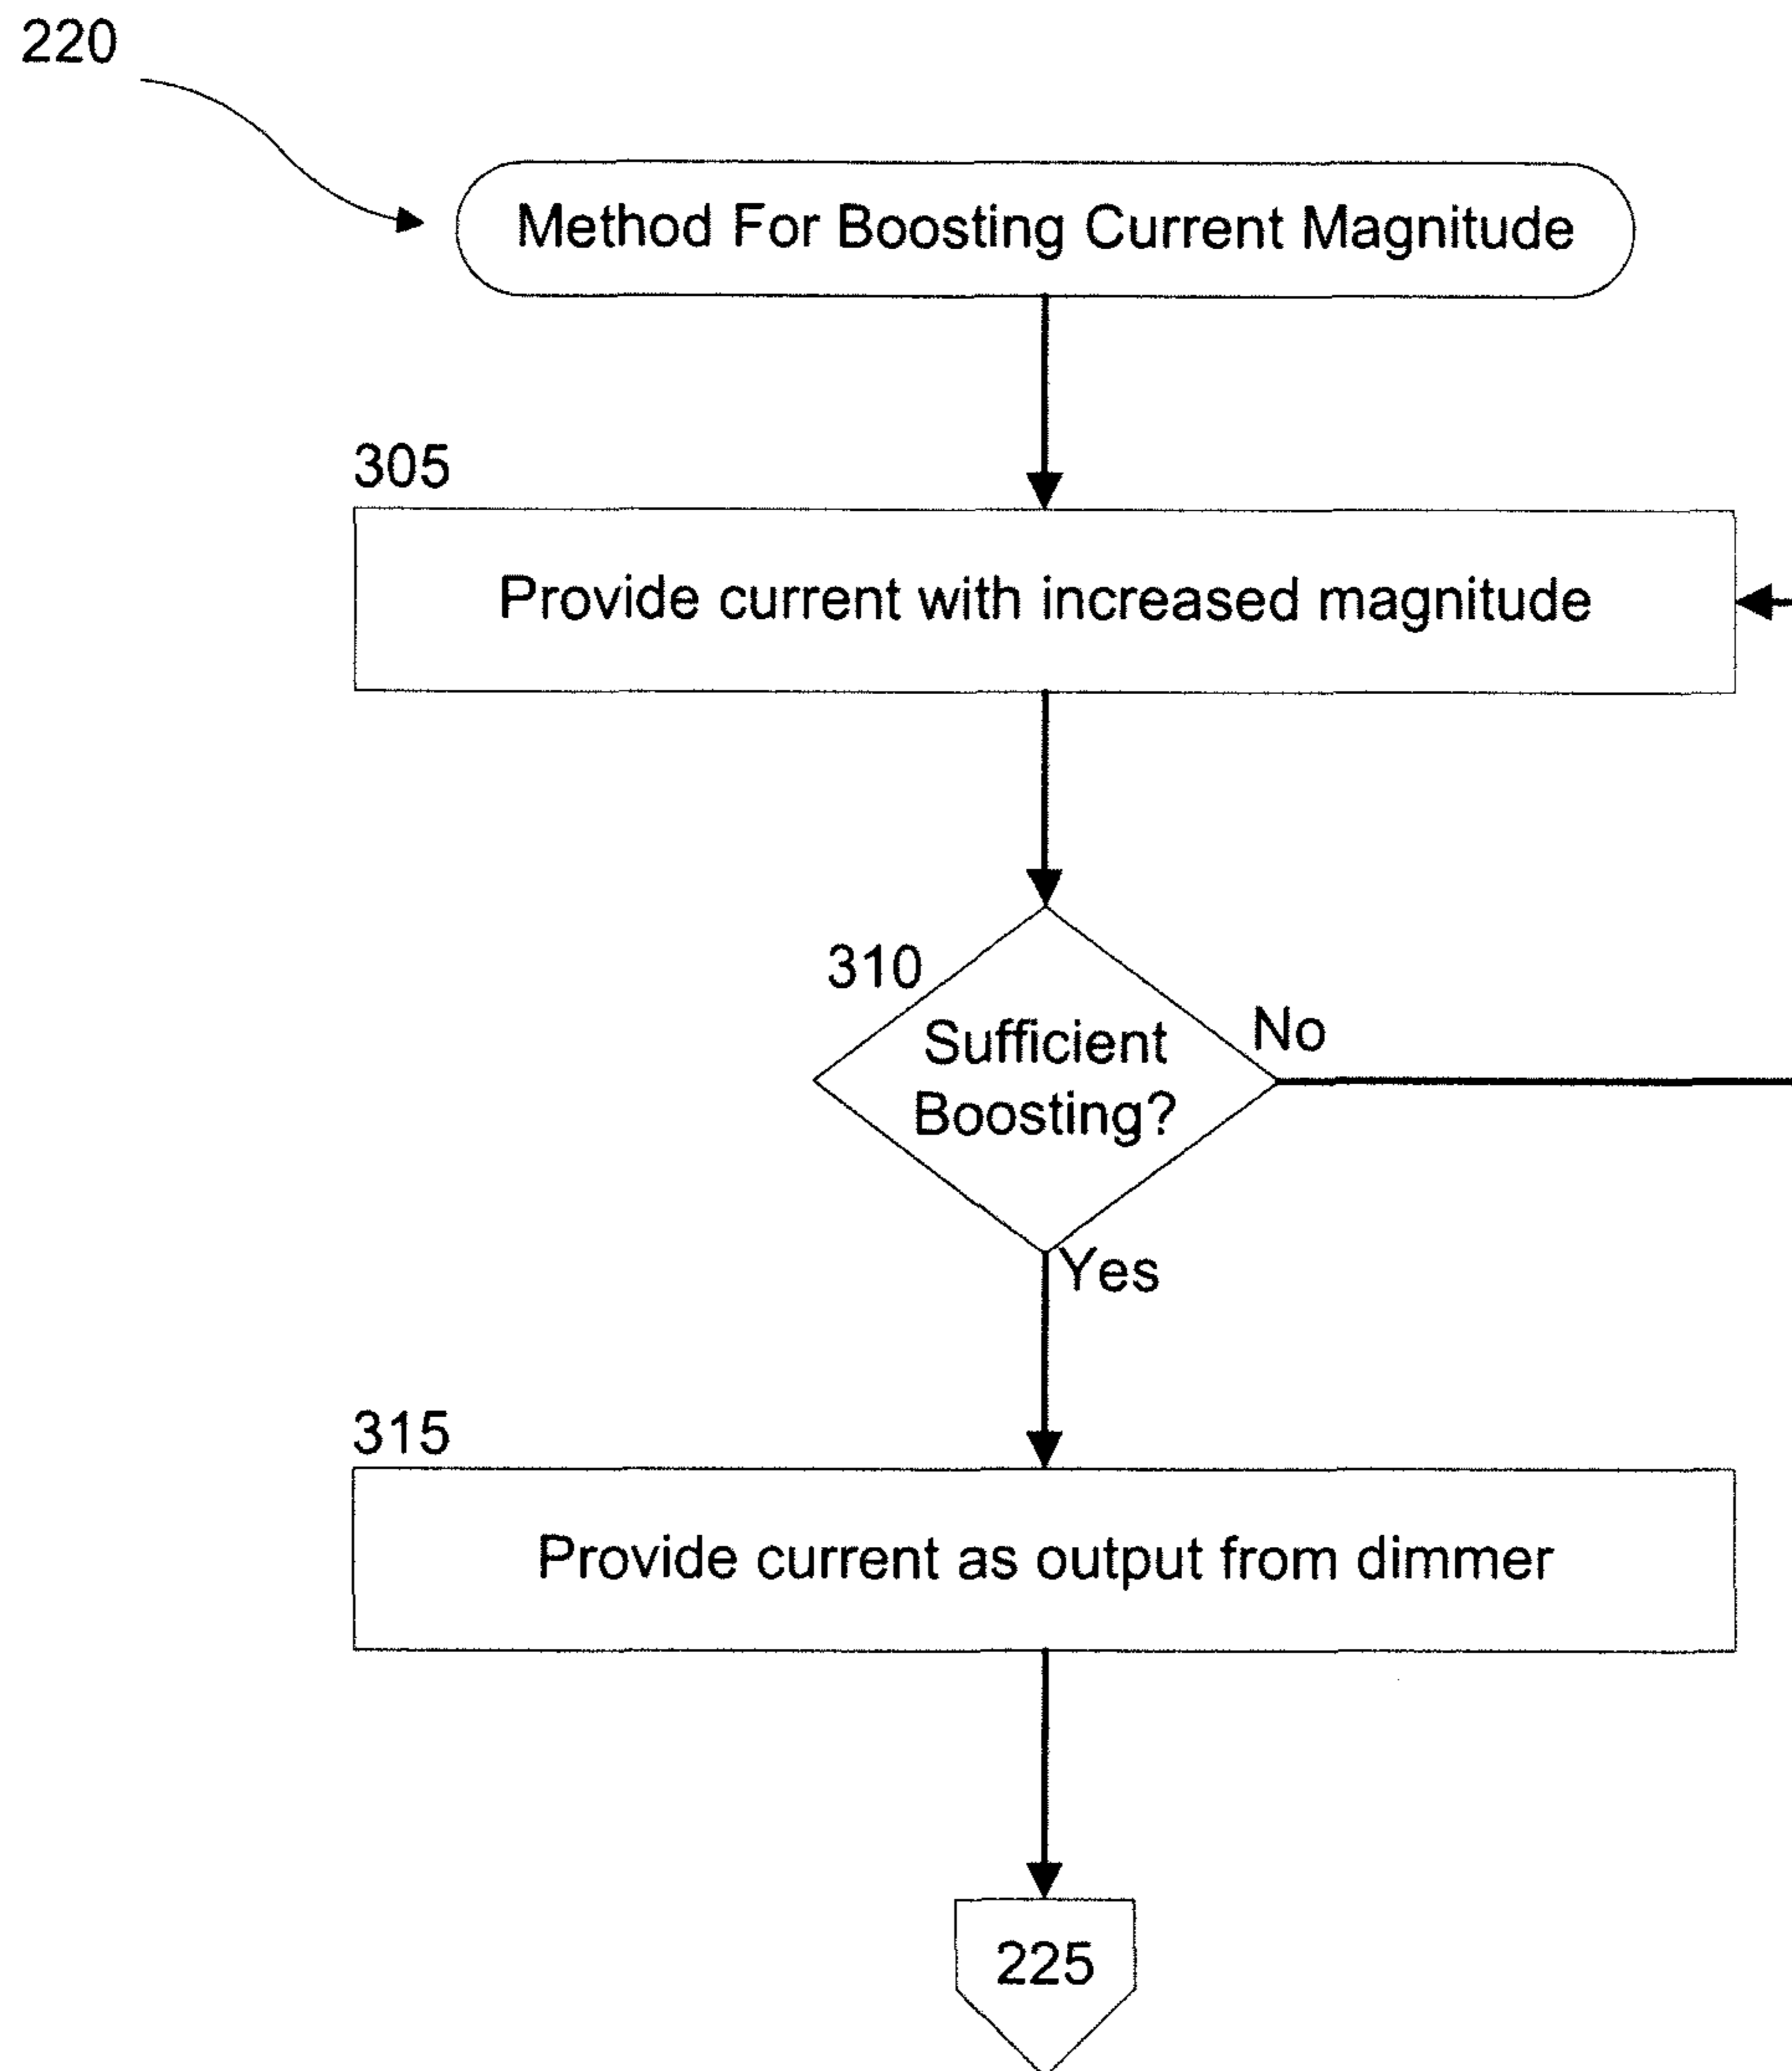 220
Method For Boosting Current Magnitude
305
Provide current with increased magnitude
310
Sufficient
Boosting?
No
Yes
315
Provide current as output from dimmer
225